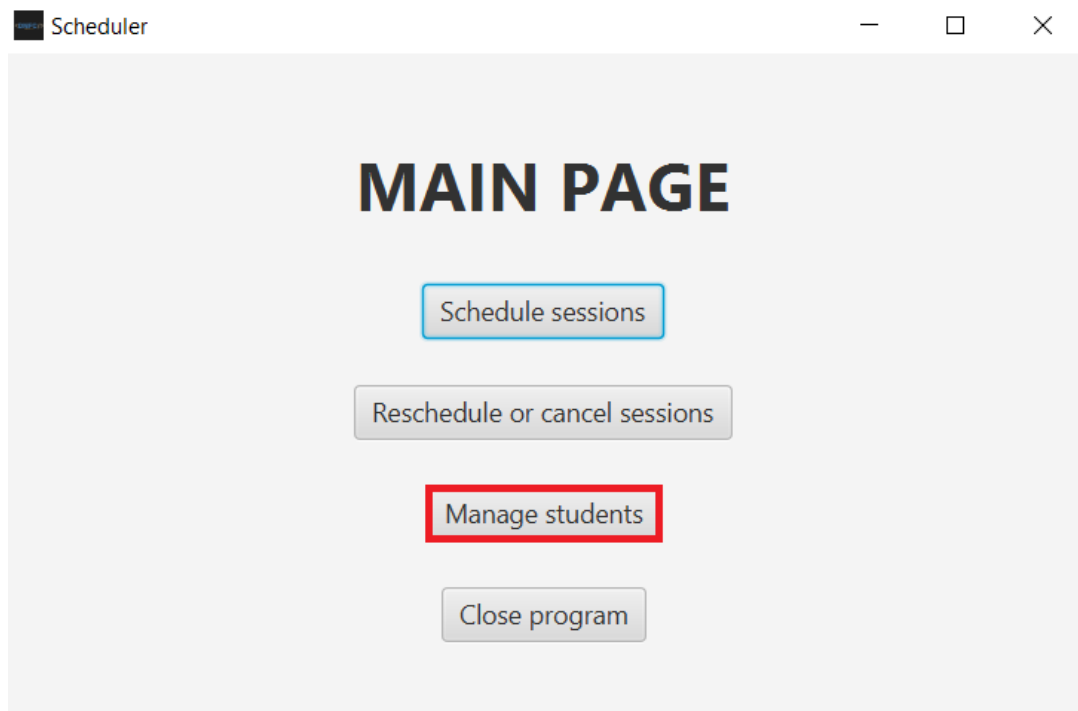 Scheduler
MAIN PAGE
Schedule sessions
Reschedule or cancel sessions
Manage students
Close program